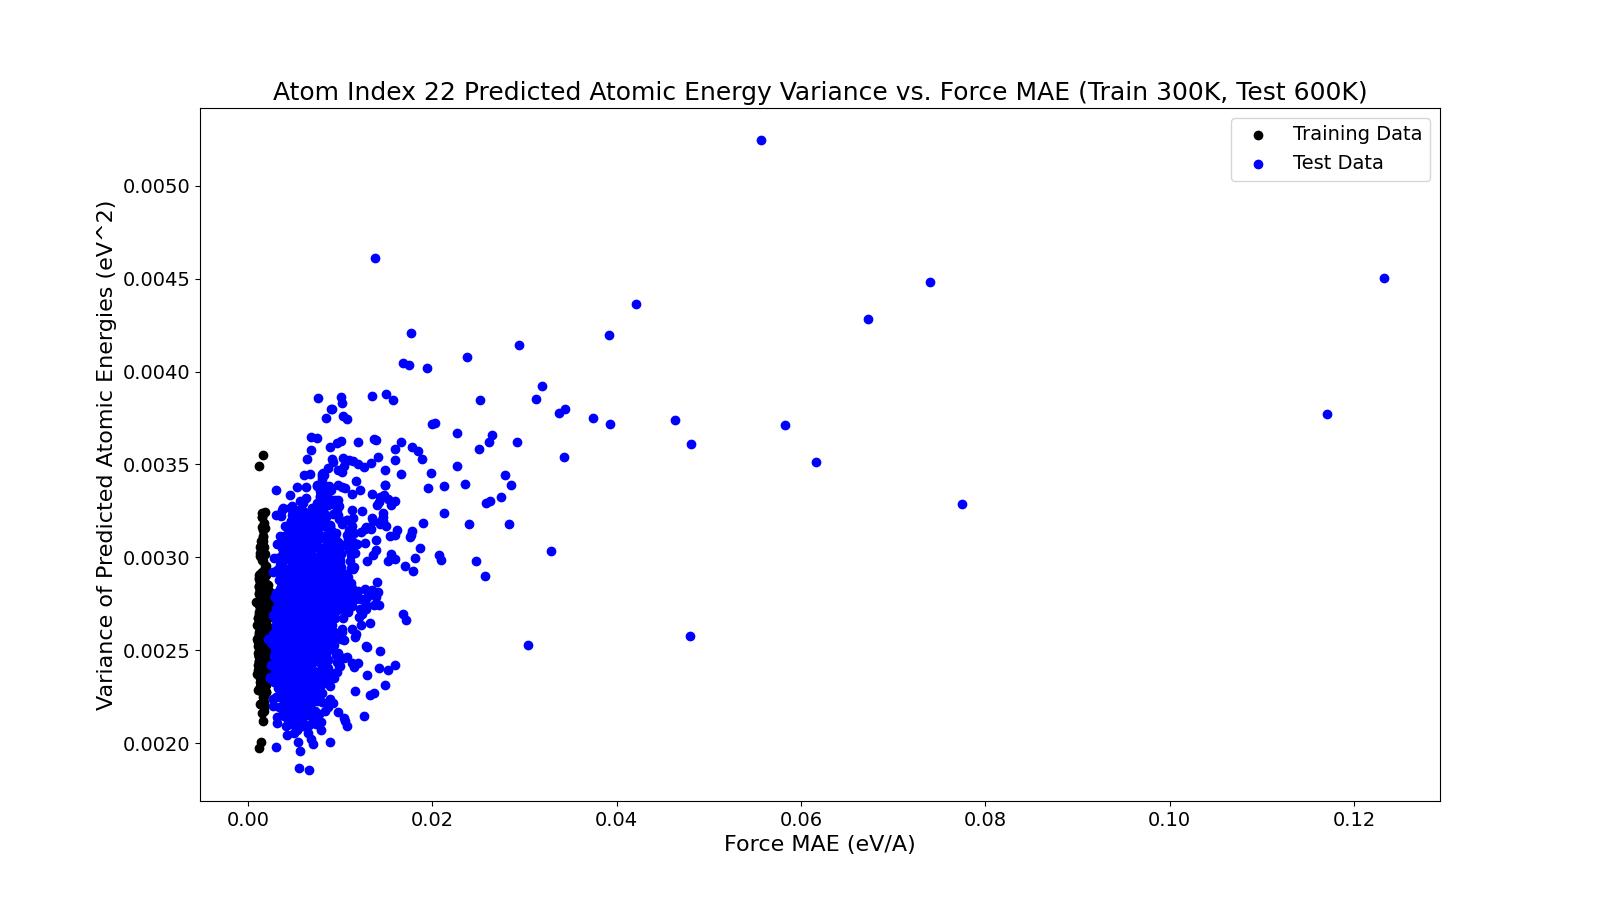 Atom Index 22 Predicted Atomic Energy Variance vs. Force MAE (Train 300K, Test 600K)
Training Data
Test Data
Variance of Predicted Atomic Energies (eV^2)
0.0050
0.0045
0.0040
0.0035
0.0030
0.0025
0.0020
0.00 0.02 0.04 0.06 0.08 0.10 0.12
Force MAE (eV/A)